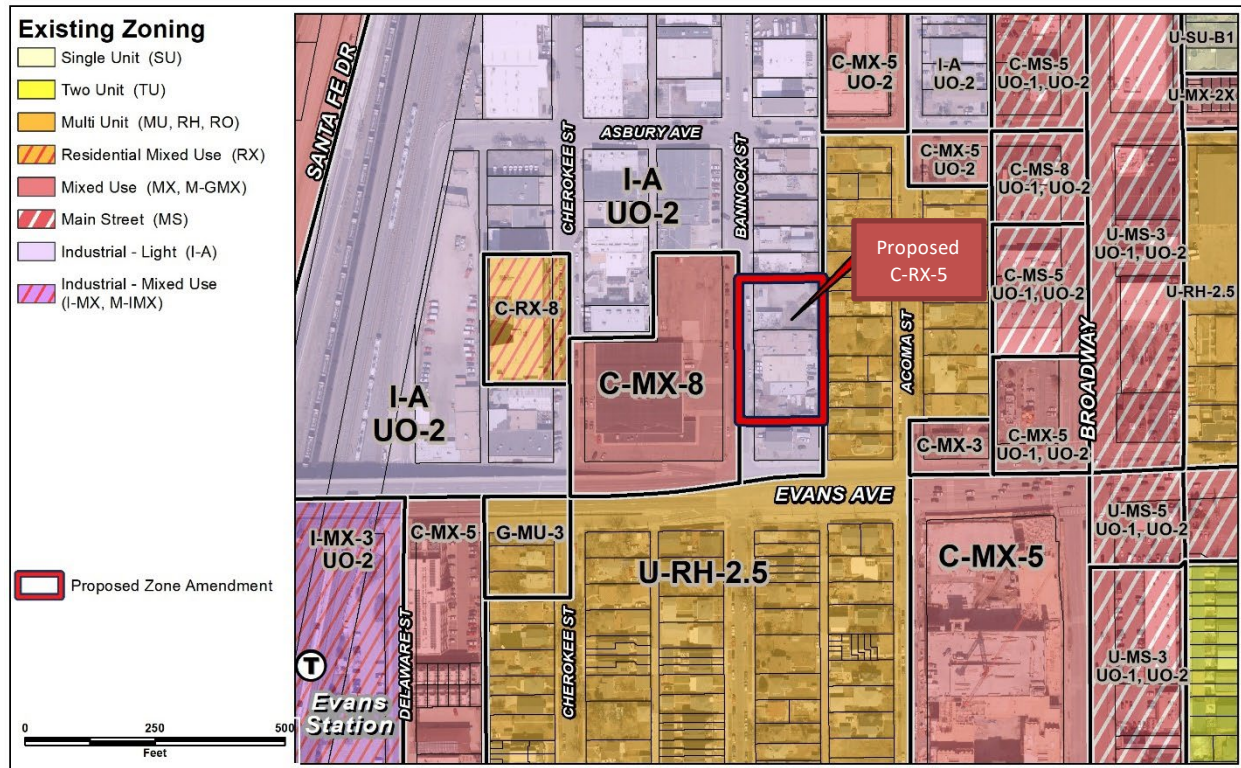 Existing Zoning
Single Unit (SU)
Two Unit (TU)
Multi Unit (MU, RH, RO)
Residential Mixed Use (RX)
Mixed Use (MX, M-GMX)
Main Street (MS)
Industrial - Light (I-A)
Industrial - Mixed Use
(I-MX, M-IMX)
Proposed Zone Amendment
0
250
500
Feet
SANTA FE DR
CHEROKEE ST
ASBURY AVE
BANNOCK ST
C-MX-5
UO-2
I-A
UO-2
C-MS-5
UO-1, UO-2
U-SU-B1
U-MX-2X
I-A
UO-2
C-MX-5
UO-2
C-MS-8
UO-1, UO-2
U-MS-3
UO-1, UO-2
Proposed
C-RX-5
C-RX-8
C-MS-5
UO-1, UO-2
U-RH-2.5
ACOMA ST
BROADWAY
I-A
UO-2
C-MX-8
C-MX-3
C-MX-5
UO-1, UO-2
EVANS AVE
I-MX-3
UO-2
C-MX-5
G-MU-3
U-RH-2.5
C-MX-5
U-MS-5
UO-1, UO-2
DELAWARE ST
CHEROKEE ST
U-MS-3
UO-1, UO-2
T
Evans
Station